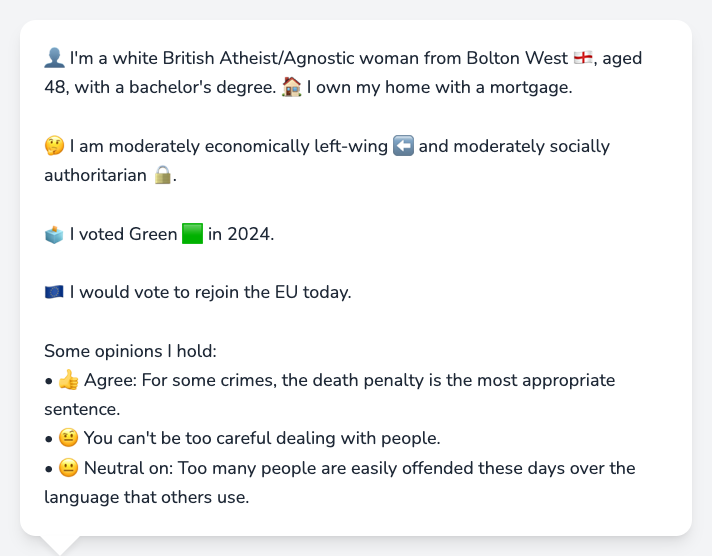 👤 I'm a white British Atheist/Agnostic woman from Bolton West 🏴󠁧󠁢󠁥󠁮󠁧󠁿, aged
48, with a bachelor's degree. 🏠 I own my home with a mortgage.
🤔 I am moderately economically left-wing ⬅️ and moderately socially
authoritarian 🔒.
🗳️ I voted Green 🟩 in 2024.
🇪🇺 I would vote to rejoin the EU today.
Some opinions I hold:
• 👍 Agree: For some crimes, the death penalty is the most appropriate
sentence.
• 🤨 You can't be too careful dealing with people.
• 😐 Neutral on: Too many people are easily offended these days over the
language that others use.